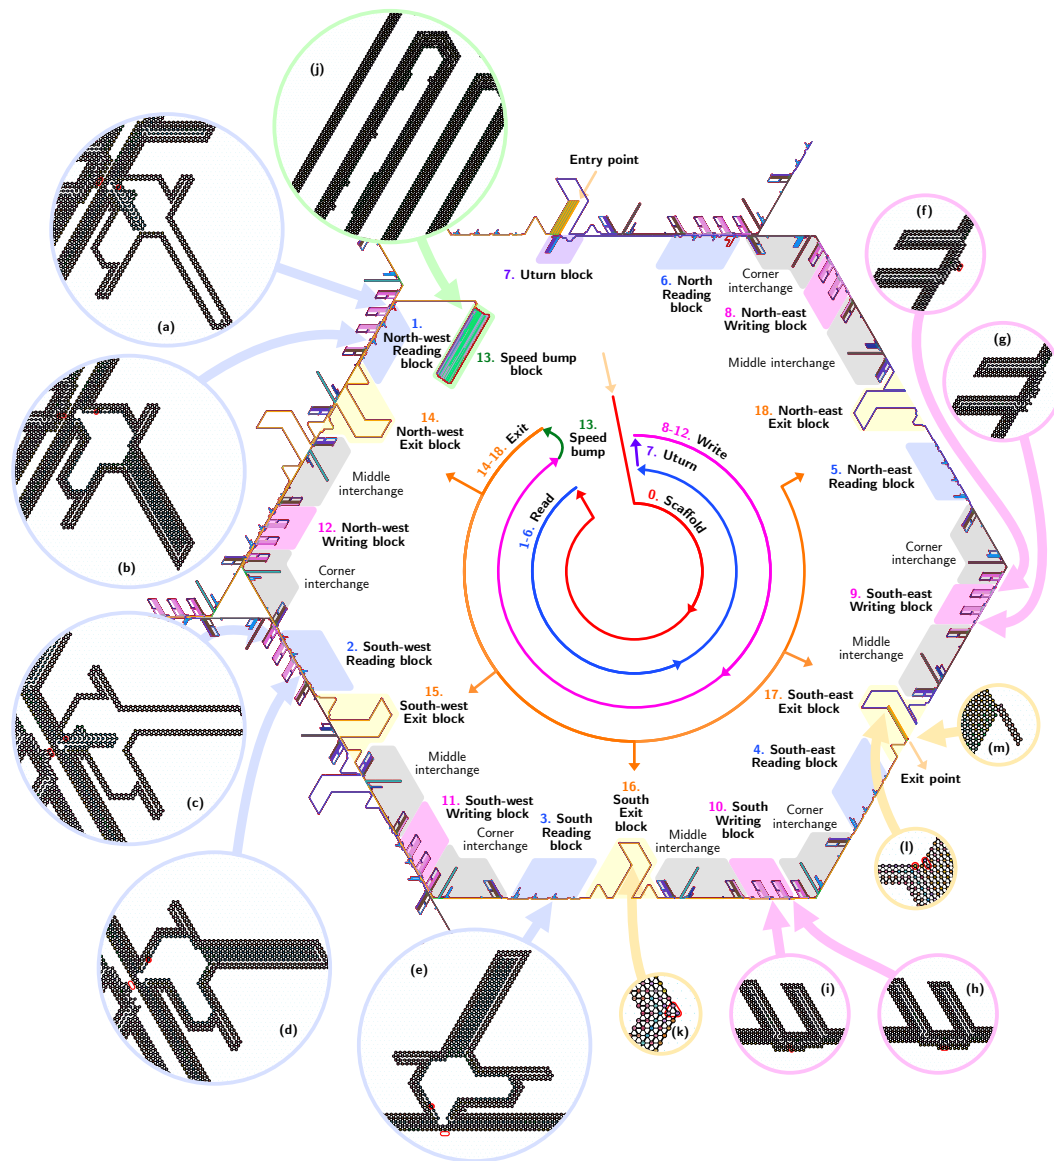 (j)
Entry point
7. Uturn block
6. North
Reading
block
Corner
interchange
8. North-east
Writing block
(f)
(a)
1.
North-west
Reading
block
13. Speed bump
block
Middle interchange
(g)
14.
North-west
Exit block
18. North-east
Exit block
13.
Speed
bump
8-12. Write
7. Uturn
14-18. Exit
1-6. Read
0. Scaffold
5. North-east
Reading block
Middle
interchange
12. North-west
Writing block
(b)
Corner
interchange
Corner
interchange
9. South-east
Writing block
2. South-west
Reading block
Middle
interchange
15.
South-west
Exit block
17. South-east
Exit block
(m)
4. South-east
Reading block
Exit point
(c)
Middle
interchange
16.
South
Exit
block
11. South-west
Writing block
3. South
Reading
block
10. South
Writing
block
Corner
interchange
Middle
interchange
Corner
interchange
(l)
(e)
(d)
(k)
(i)
(h)